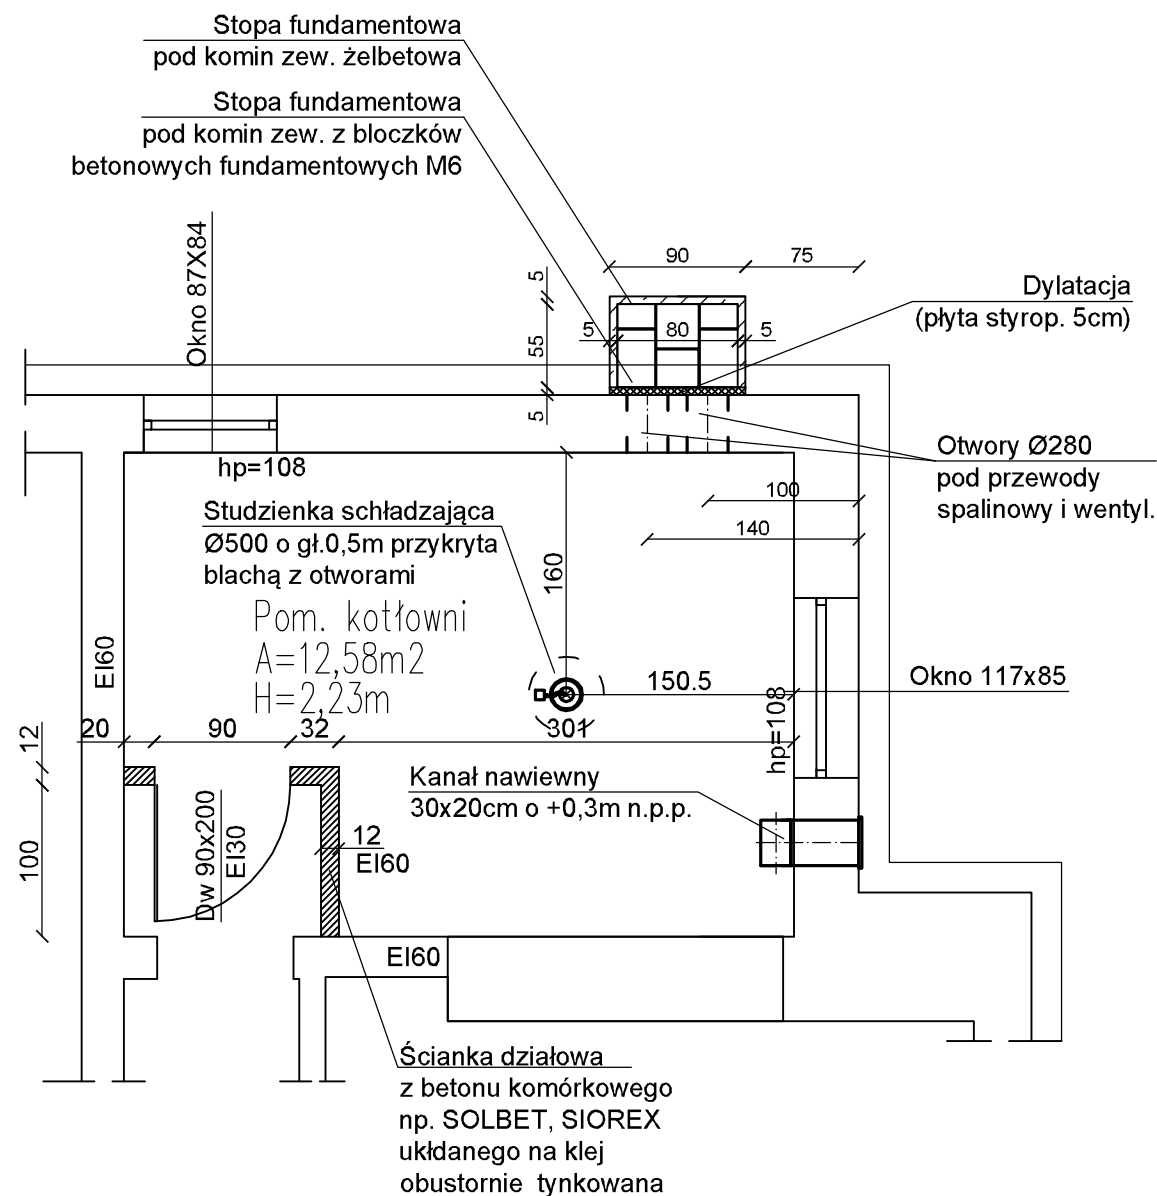 Stopa fundamentowa
pod komin zew. żelbetowa
Stopa fundamentowa
pod komin zew. z bloczków
betonowych fundamentowych M6
Okno 87X84
90
75
5
55
5
5
80
5
Dylatacja
(płyta styrop. 5cm)
hp=108
Otwory Ø280
pod przewody
spalinowy i wentyl.
100
140
Studzienka schładzająca
Ø500 o gł.0,5m przykryta
blachą z otworami
160
Pom. kotłowni
A=12,58m2
H=2,23m
EI60
150.5
Okno 117x85
hp=108
20
90
32
301
12
100
Kanał nawiewny
30x20cm o +0,3m n.p.p.
Dw 90x200
EI30
12
EI60
EI60
Ścianka działowa
z betonu komórkowego
np. SOLBET, SIOREX
ukłdanego na klej
obustornie tynkowana